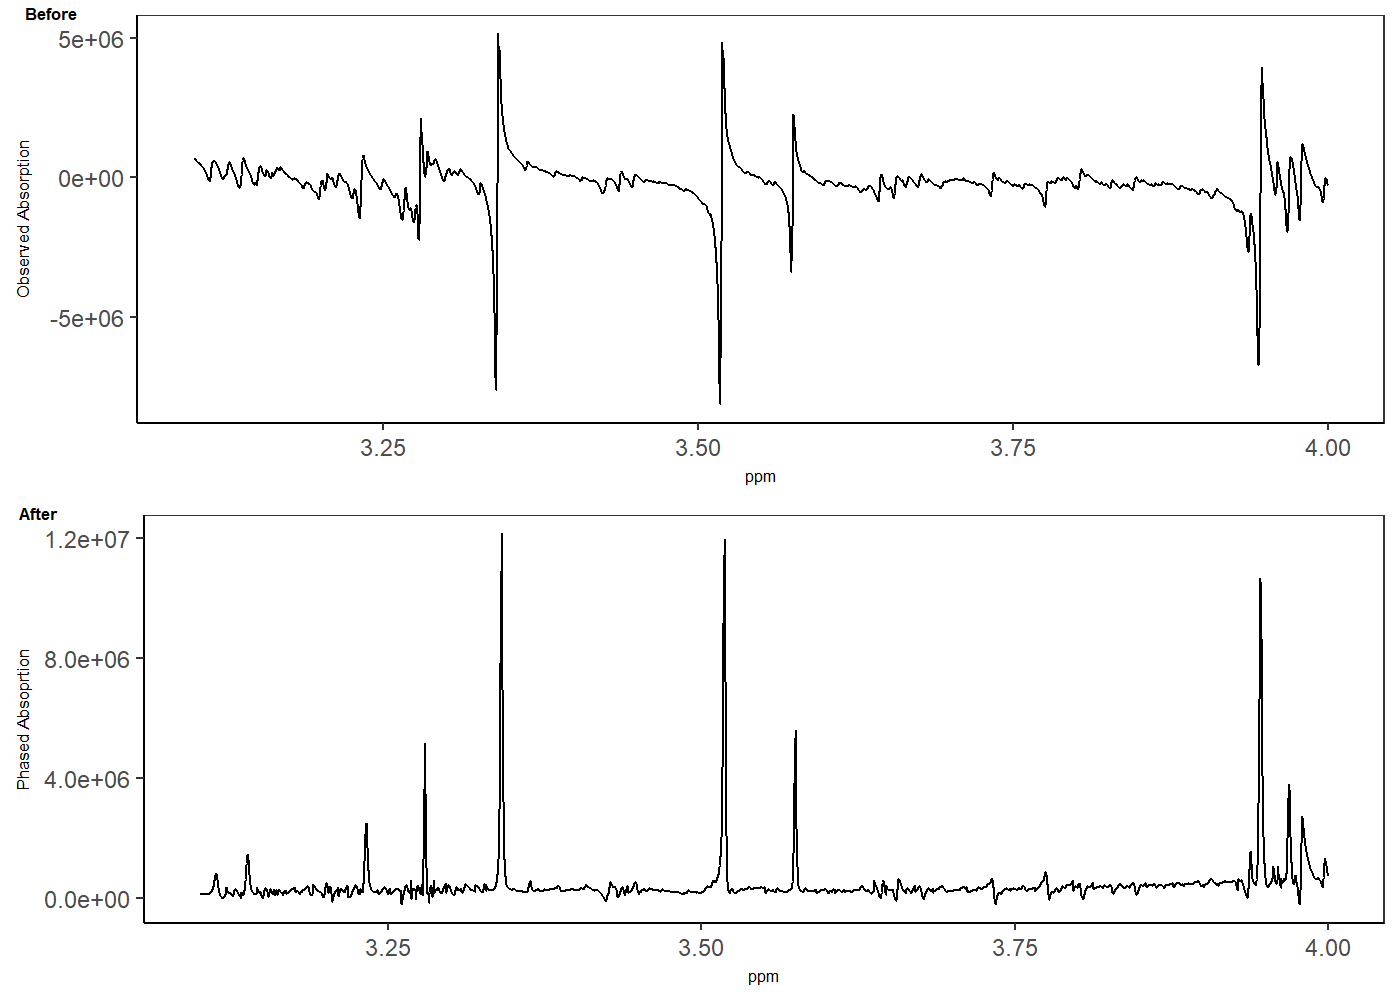 Before
5e+06
0e+00
-5e+06
Observed Absorption
3.25 3.50 3.75 4.00
ppm
After
1.2e+07
8.0e+06
4.0e+06
0.0e+00
Phased Absoprtion
3.25 3.50 3.75 4.00
ppm